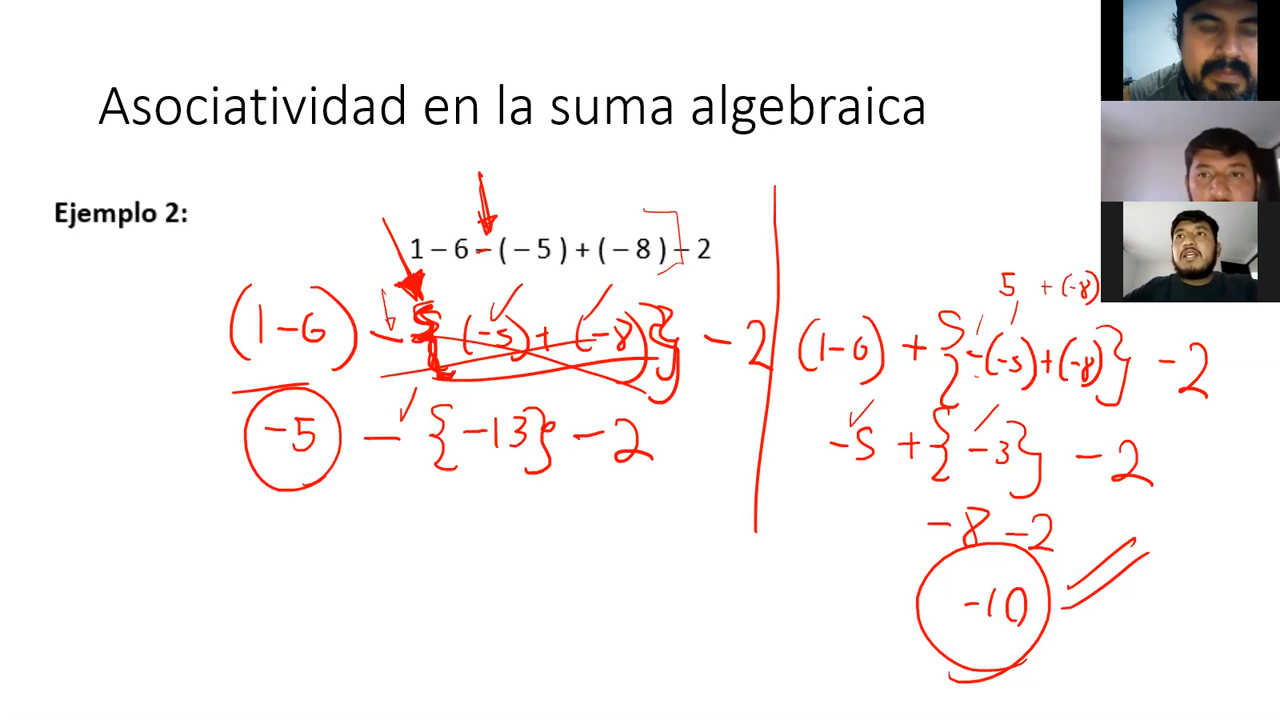 Asociatividad en la suma algebraica
Ejemplo 2:
1 – 6 – ( – 5 ) + ( – 8 ) – 2
(1-6) - { (-5) + (-8) } - 2
-5 - {-13} - 2
5 + (-8)
(1-6) + { -(-5) + (-8) } - 2
-5 + { -3 } - 2
-8 - 2
-10